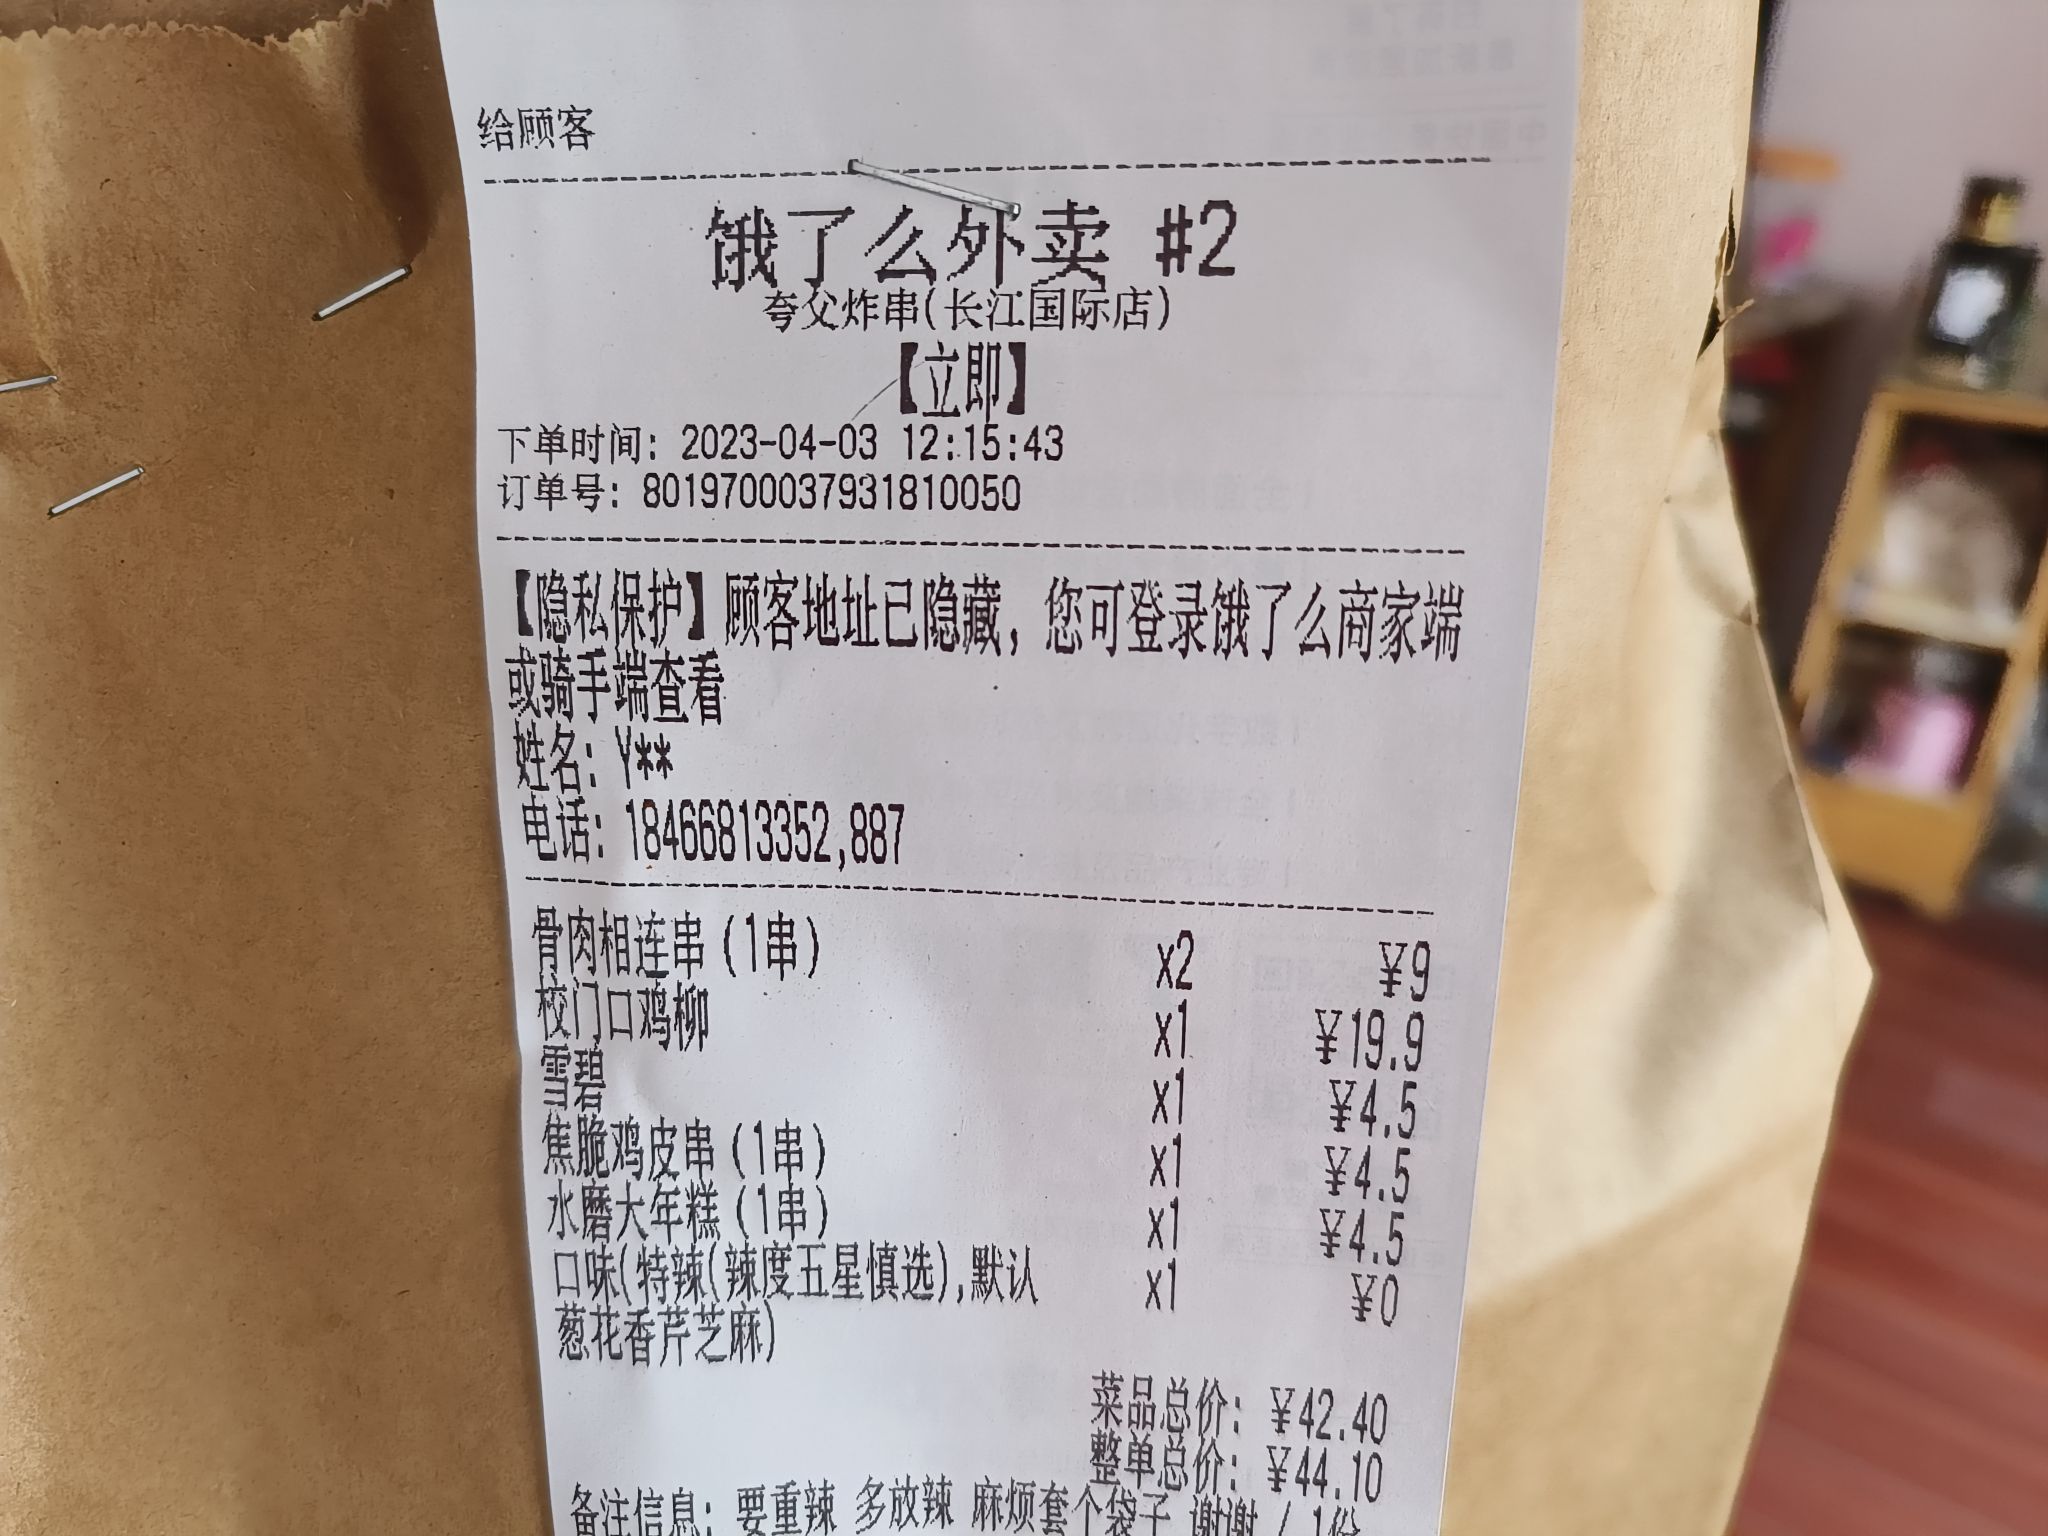 给顾客
饿了么外卖 #2
夸父炸串(长江国际店)
【立即】
下单时间: 2023-04-03 12:15:43
订单号: 8019700037931810050
【隐私保护】顾客地址已隐藏, 您可登录饿了么商家端
或骑手端查看
姓名: Y**
电话: 18466813352,887
骨肉相连串(1串) x2 ¥9
校门口鸡柳 x1 ¥19.9
雪碧 x1 ¥4.5
焦脆鸡皮串(1串) x1 ¥4.5
水磨大年糕(1串) x1 ¥4.5
口味(特辣(辣度五星慎选),默认 x1 ¥0
葱花香芹芝麻)
菜品总价: ¥42.40
整单总价: ¥44.10
备注信息: 要重辣 多放辣 麻烦套个袋子 谢谢 / 1份